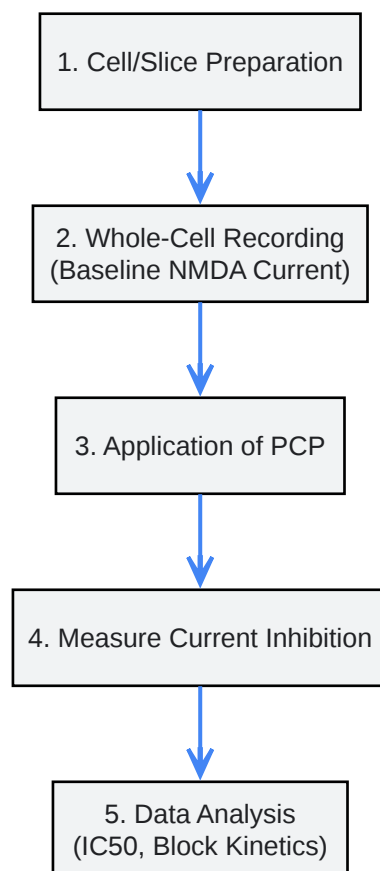 1. Cell/Slice Preparation
2. Whole-Cell Recording
(Baseline NMDA Current)
3. Application of PCP
4. Measure Current Inhibition
5. Data Analysis
(IC50, Block Kinetics)